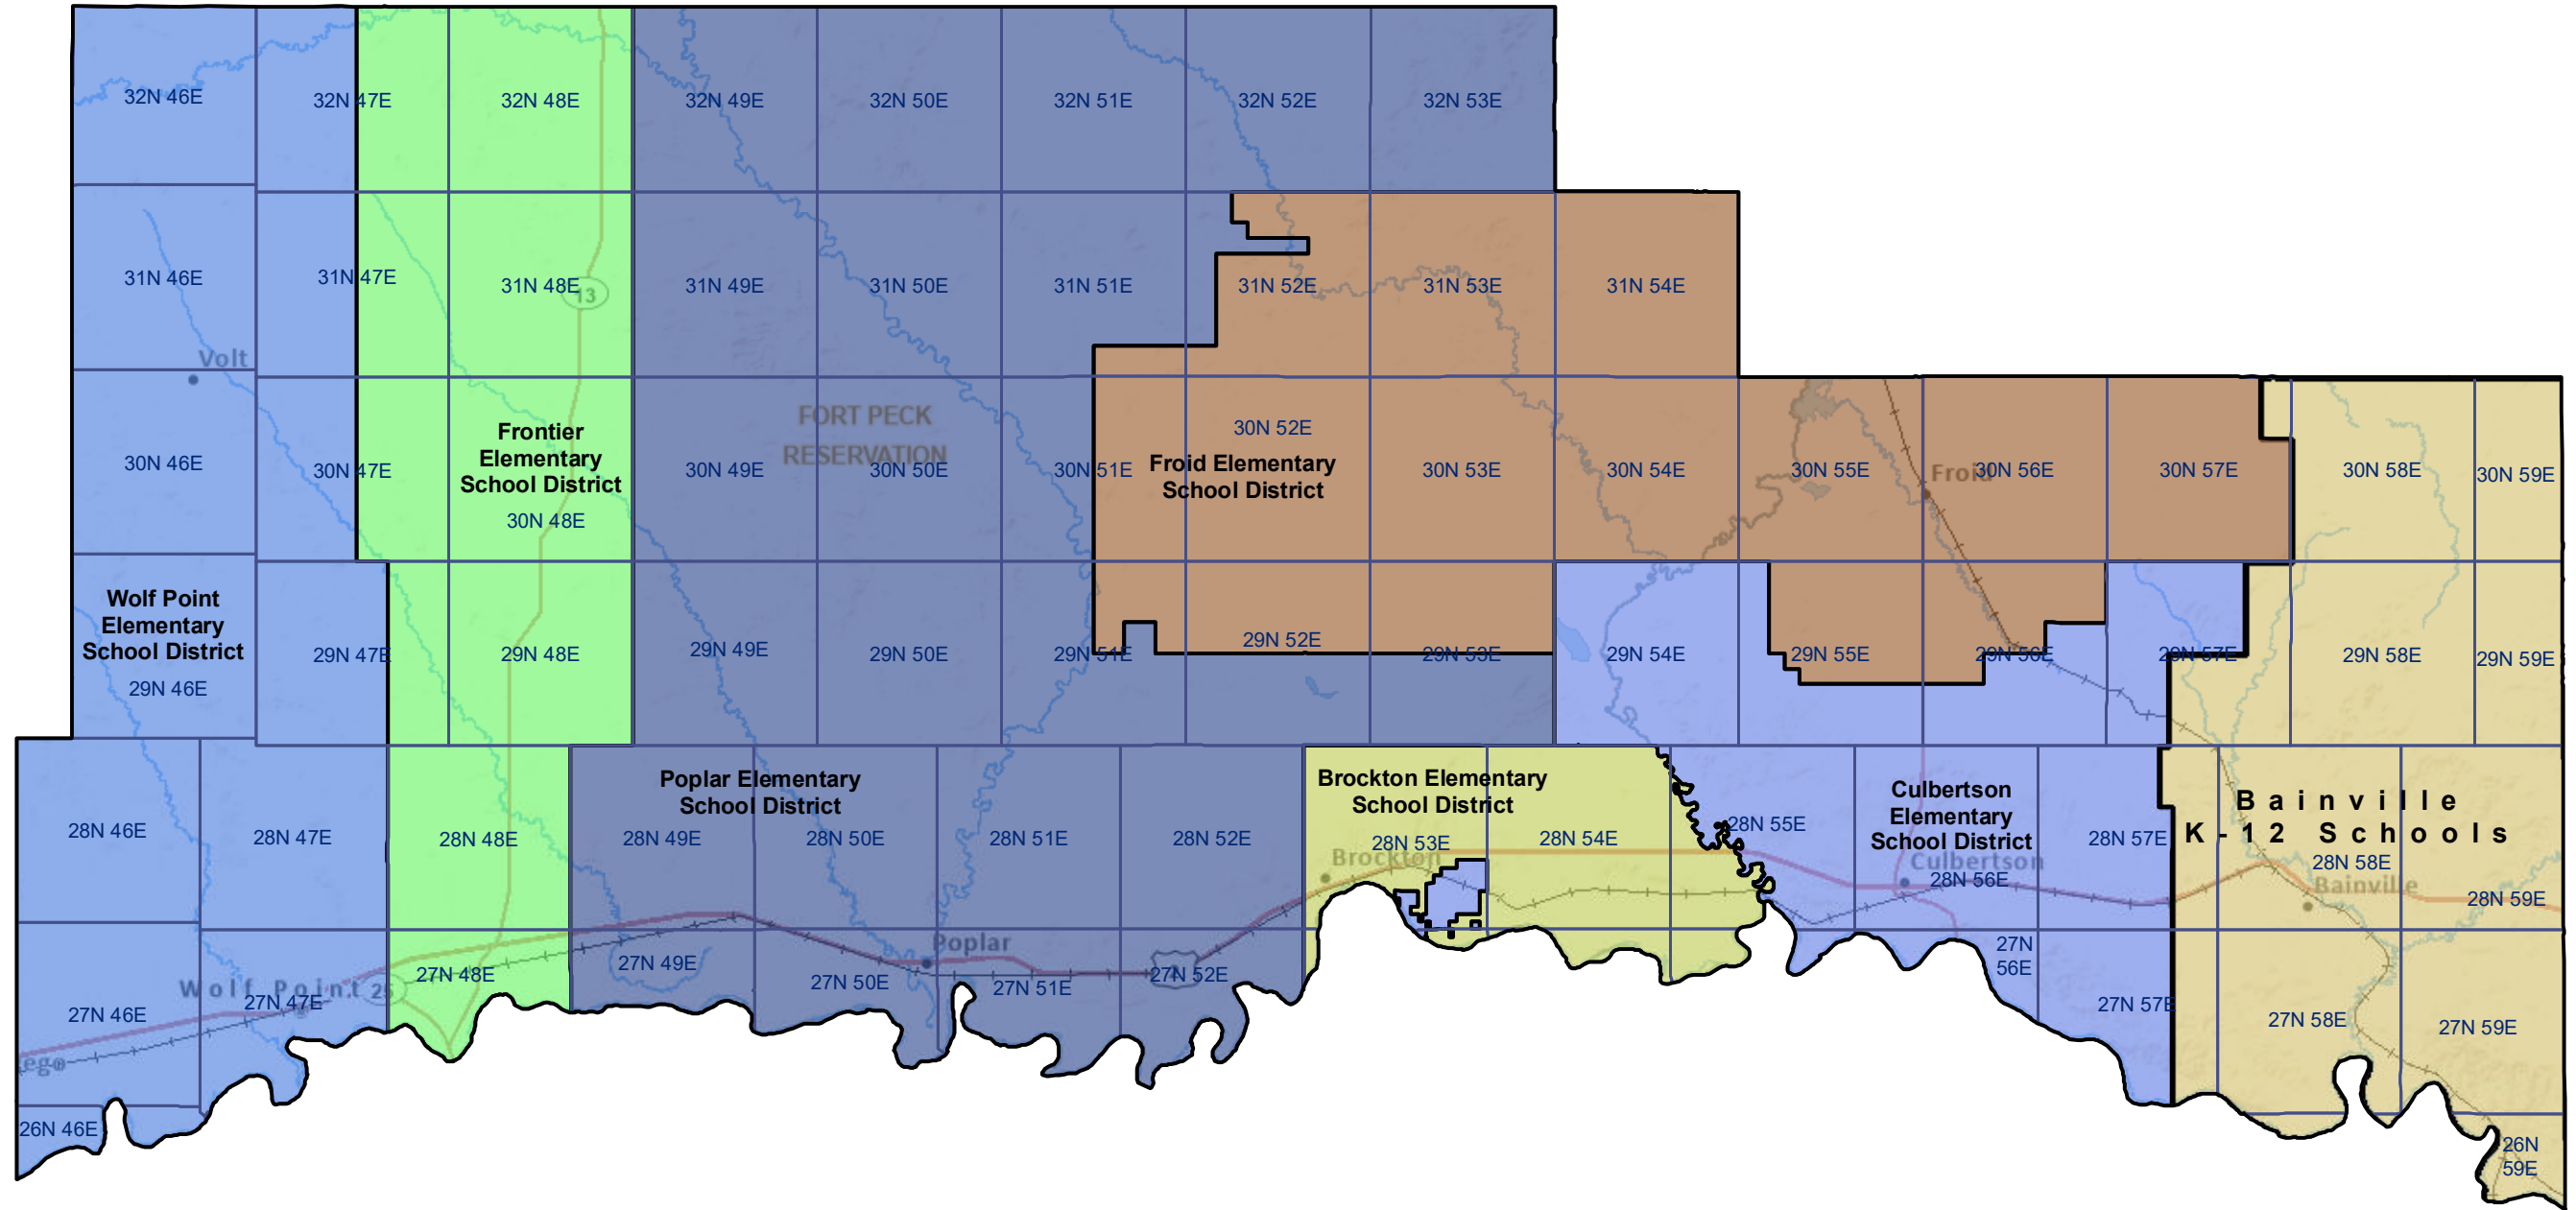 32N 46E
32N 47E
32N 48E
32N 49E
32N 50E
32N 51E
32N 52E
32N 53E
31N 46E
31N 47E
31N 48E
13
31N 49E
31N 50E
31N 51E
31N 52E
31N 53E
31N 54E
Volt
FORT PECK
RESERVATION
30N 46E
30N 47E
Frontier
Elementary
School District
30N 48E
30N 49E
30N 50E
30N 51E
30N 52E
Froid Elementary
School District
30N 53E
30N 54E
30N 55E
Froid
30N 56E
30N 57E
30N 58E
30N 59E
Wolf Point
Elementary
School District
29N 46E
29N 47E
29N 48E
29N 49E
29N 50E
29N 51E
29N 52E
29N 53E
29N 54E
29N 55E
29N 56E
29N 57E
29N 58E
29N 59E
28N 46E
28N 47E
28N 48E
Poplar Elementary
School District
28N 49E
28N 50E
28N 51E
28N 52E
Brockton Elementary
School District
28N 53E
Brockton
28N 54E
28N 55E
Culbertson
Elementary
School District
Culbertson
28N 56E
28N 57E
Bainville
K-12 Schools
28N 58E
Bainville
28N 59E
27N 46E
Wolf Point
27N 47E
25
27N 48E
27N 49E
27N 50E
Poplar
27N 51E
27N 52E
27N
56E
27N 57E
27N 58E
27N 59E
ego
26N 46E
26N
59E